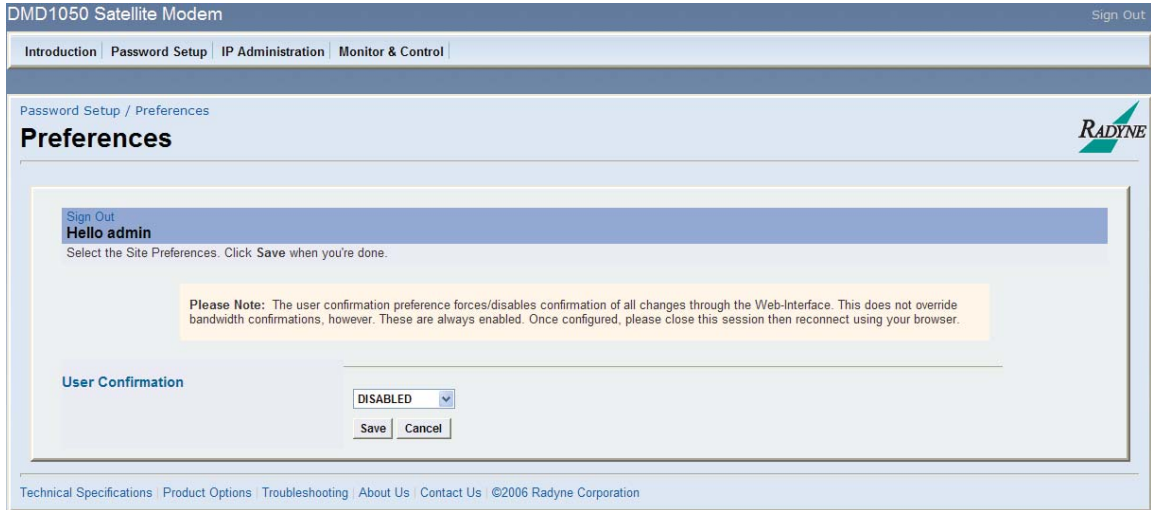 DMD1050 Satellite Modem
Sign Out
Introduction | Password Setup | IP Administration | Monitor & Control |
Password Setup / Preferences
Preferences
RADYNE
Sign Out
Hello admin
Select the Site Preferences. Click Save when you're done.
Please Note: The user confirmation preference forces/disables confirmation of all changes through the Web-Interface. This does not override
bandwidth confirmations, however. These are always enabled. Once configured, please close this session then reconnect using your browser.
User Confirmation
DISABLED
Save Cancel
Technical Specifications | Product Options | Troubleshooting | About Us | Contact Us | ©2006 Radyne Corporation